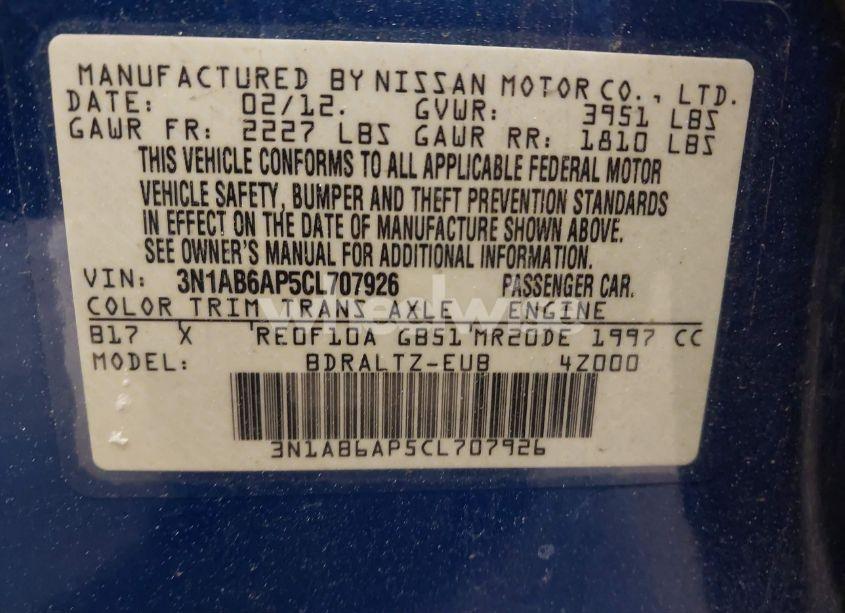 MANUFACTURED BY NISSAN MOTOR CO., LTD.
DATE: 02/12. GVWR: 3951 LBS
GAWR FR: 2227 LBS GAWR RR: 1810 LBS
THIS VEHICLE CONFORMS TO ALL APPLICABLE FEDERAL MOTOR
VEHICLE SAFETY, BUMPER AND THEFT PREVENTION STANDARDS
IN EFFECT ON THE DATE OF MANUFACTURE SHOWN ABOVE.
SEE OWNER'S MANUAL FOR ADDITIONAL INFORMATION.
VIN: 3N1AB6AP5CL707926 PASSENGER CAR.
COLOR TRIM TRANS AXLE ENGINE
B17 X RE0F10A GB51 MR20DE 1997 CC
MODEL: BDRALTZ-EUB 4Z000
3N1AB6AP5CL707926